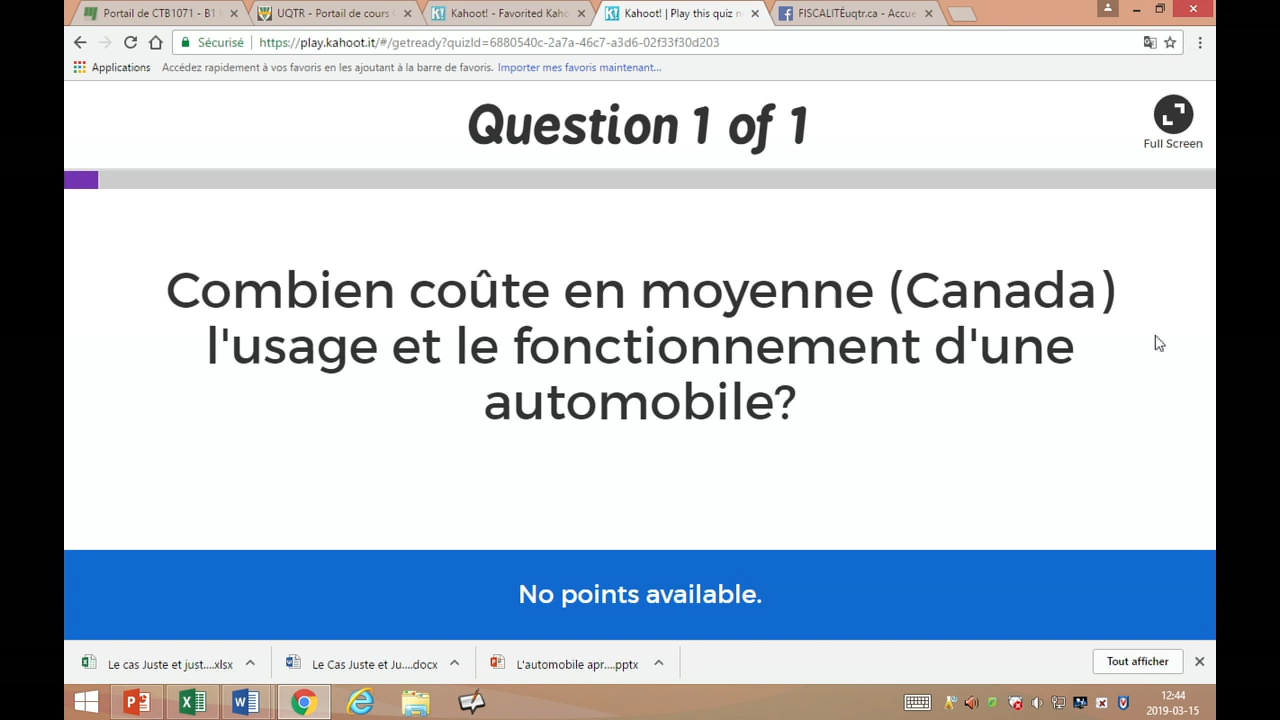 Portail de CTB1071 - B1
UQTR - Portail de cours
Kahoot! - Favorited Kaho
Kahoot! | Play this quiz n
FISCALITÉuqtr.ca - Accue
Sécurisé
https://play.kahoot.it/#/getready?quizId=6880540c-2a7a-46c7-a3d6-02f33f30d203
Applications
Accédez rapidement à vos favoris en les ajoutant à la barre de favoris. Importer mes favoris maintenant...
Question 1 of 1
Full Screen
Combien coûte en moyenne (Canada)
l'usage et le fonctionnement d'une
automobile?
No points available.
Le cas Juste et just....xlsx
Le Cas Juste et Ju....docx
L'automobile apr....pptx
Tout afficher
12:44
2019-03-15